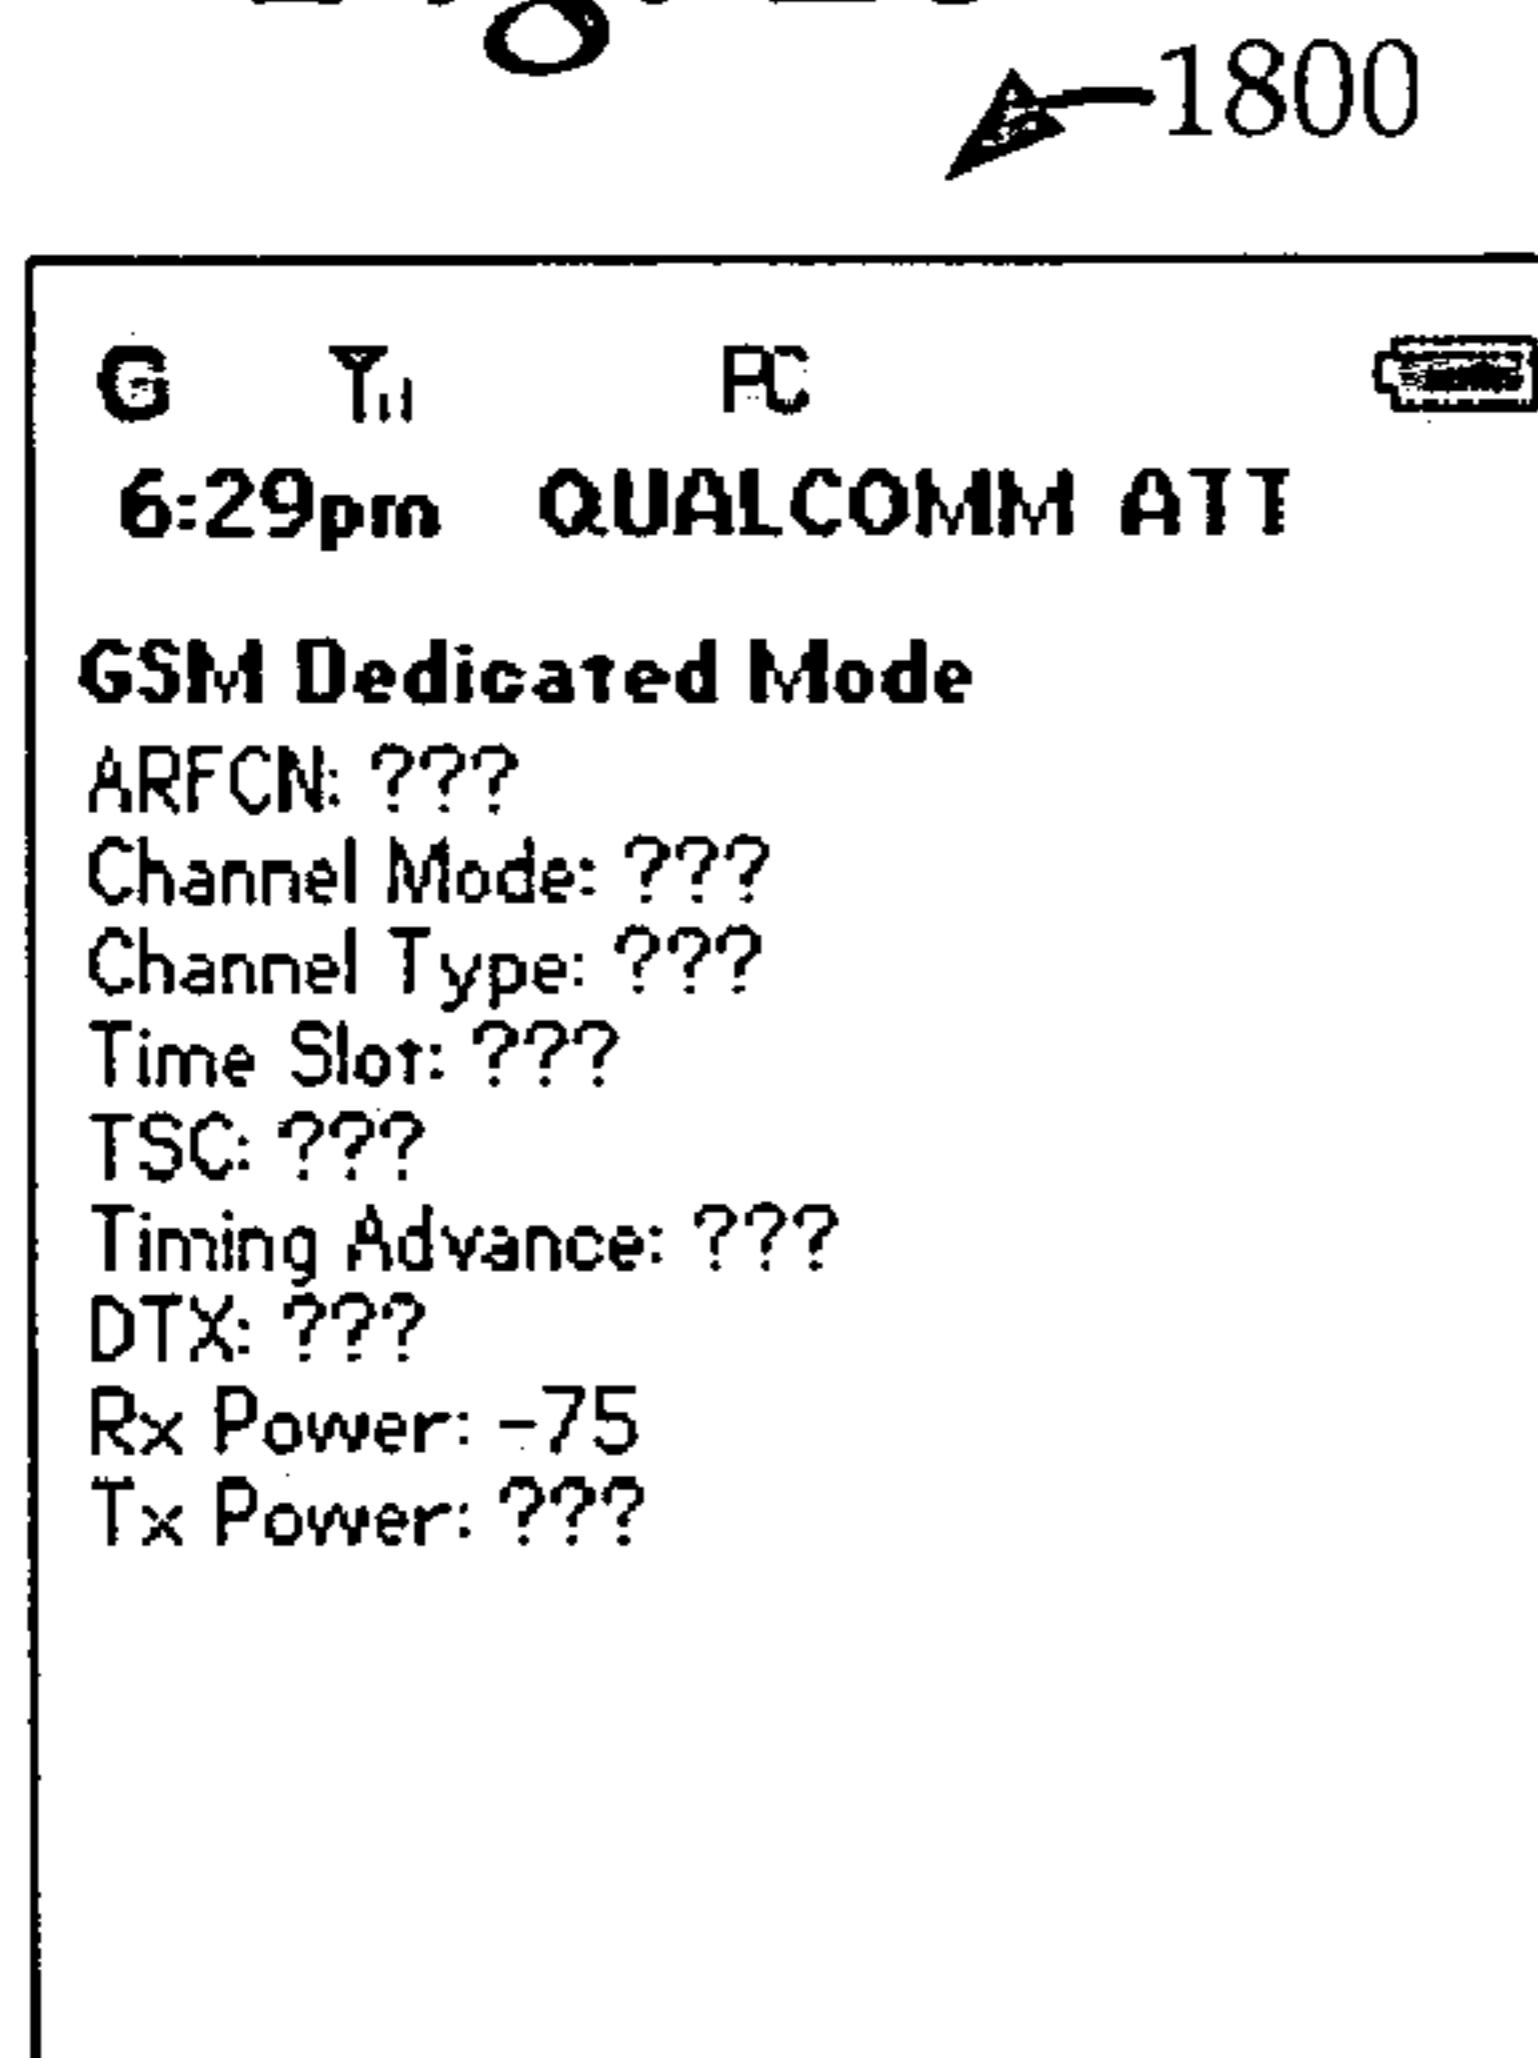 1800
G PC
6:29pm QUALCOMM ATT
GSM Dedicated Mode
ARFCN: ???
Channel Mode: ???
Channel Type: ???
Time Slot: ???
TSC: ???
Timing Advance: ???
DTX: ???
Rx Power: -75
Tx Power: ???